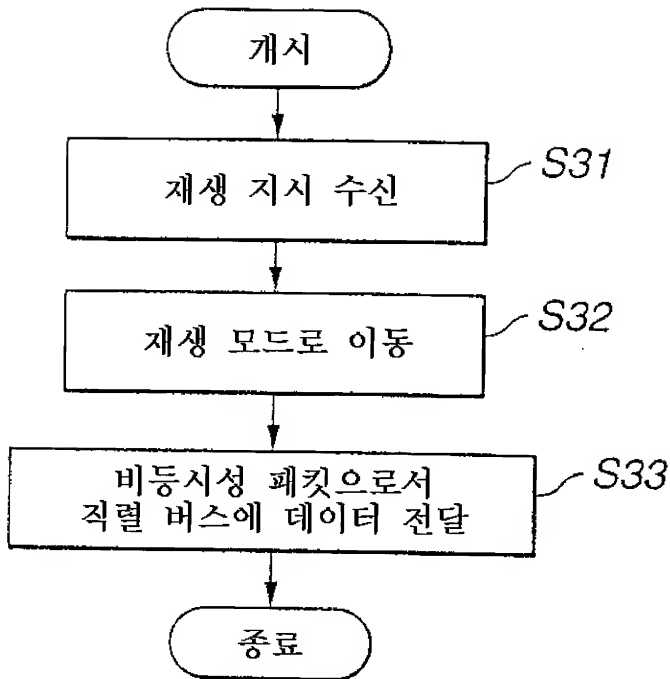 개시
재생 지시 수신
S31
재생 모드로 이동
S32
비등시성 패킷으로서
직렬 버스에 데이터 전달
S33
종료